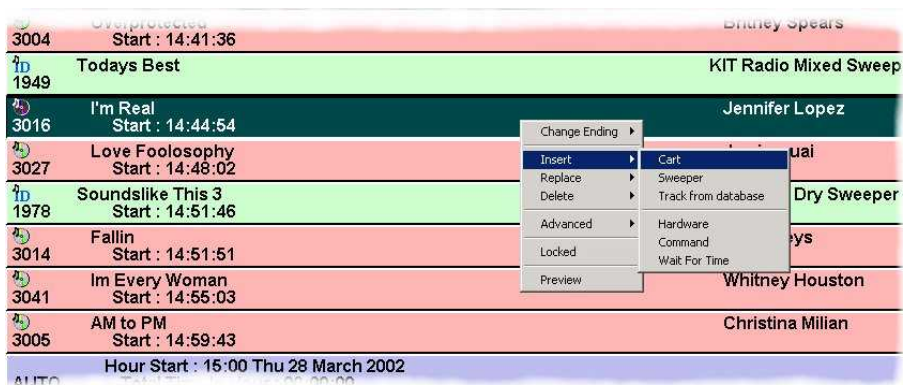 Overprotected Britney Spears
3004 Start : 14:41:36
ID Todays Best KIT Radio Mixed Sweep
1949
I'm Real Jennifer Lopez
3016 Start : 14:44:54
Love Foolosophy uai
3027 Start : 14:48:02
ID Soundslike This 3 Dry Sweeper
1978 Start : 14:51:46
Fallin ys
3014 Start : 14:51:51
Im Every Woman Whitney Houston
3041 Start : 14:55:03
AM to PM Christina Milian
3005 Start : 14:59:43
Hour Start : 15:00 Thu 28 March 2002
AUTO
Change Ending
Insert
Replace
Delete
Advanced
Locked
Preview
Cart
Sweeper
Track from database
Hardware
Command
Wait For Time